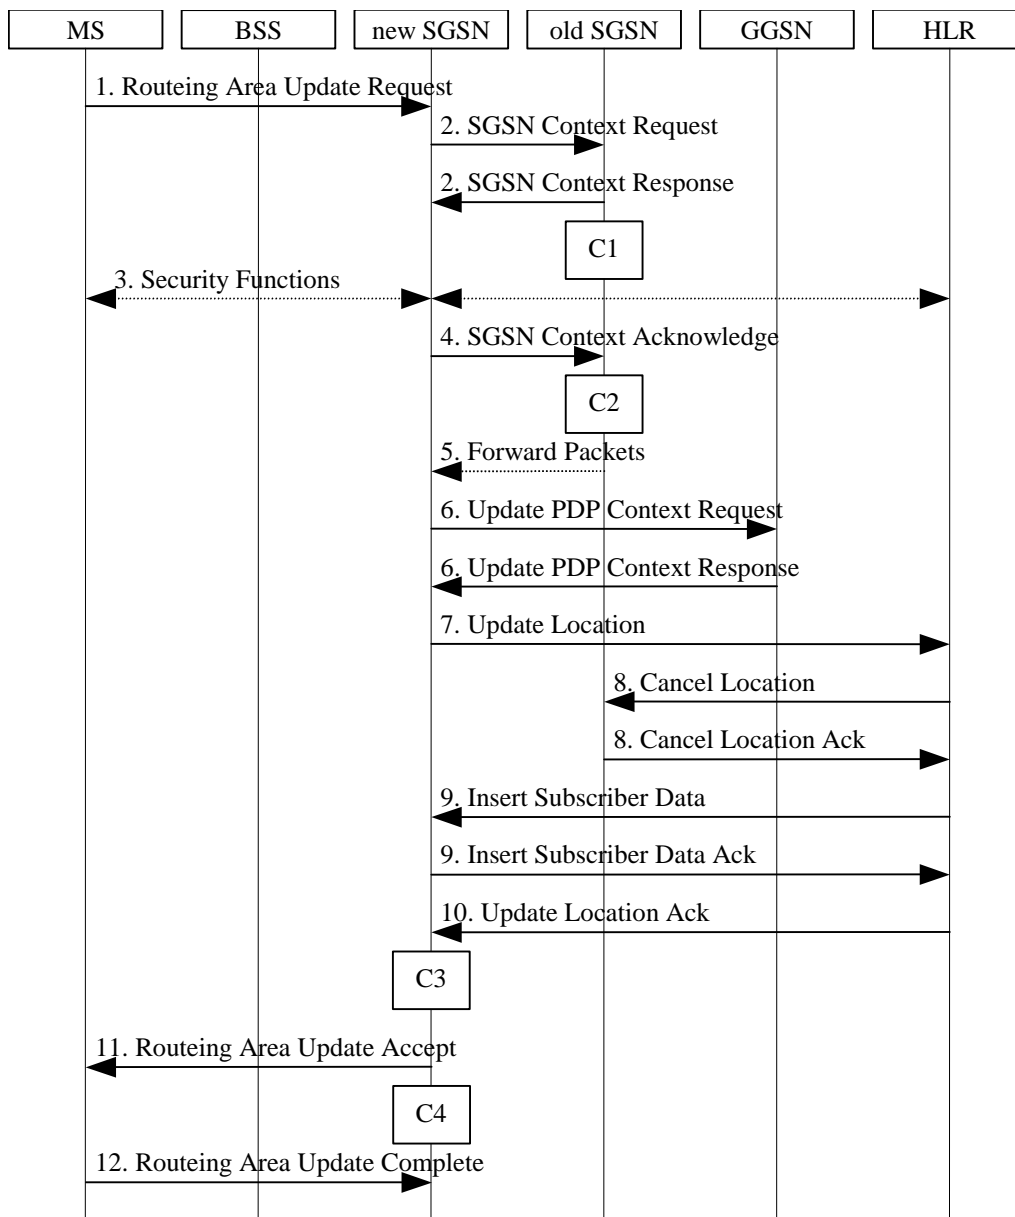 MS BSS new SGSN old SGSN GGSN HLR
1. Routeing Area Update Request
2. SGSN Context Request
2. SGSN Context Response
C1
3. Security Functions
4. SGSN Context Acknowledge
C2
5. Forward Packets
6. Update PDP Context Request
6. Update PDP Context Response
7. Update Location
8. Cancel Location
8. Cancel Location Ack
9. Insert Subscriber Data
9. Insert Subscriber Data Ack
10. Update Location Ack
C3
11. Routeing Area Update Accept
C4
12. Routeing Area Update Complete